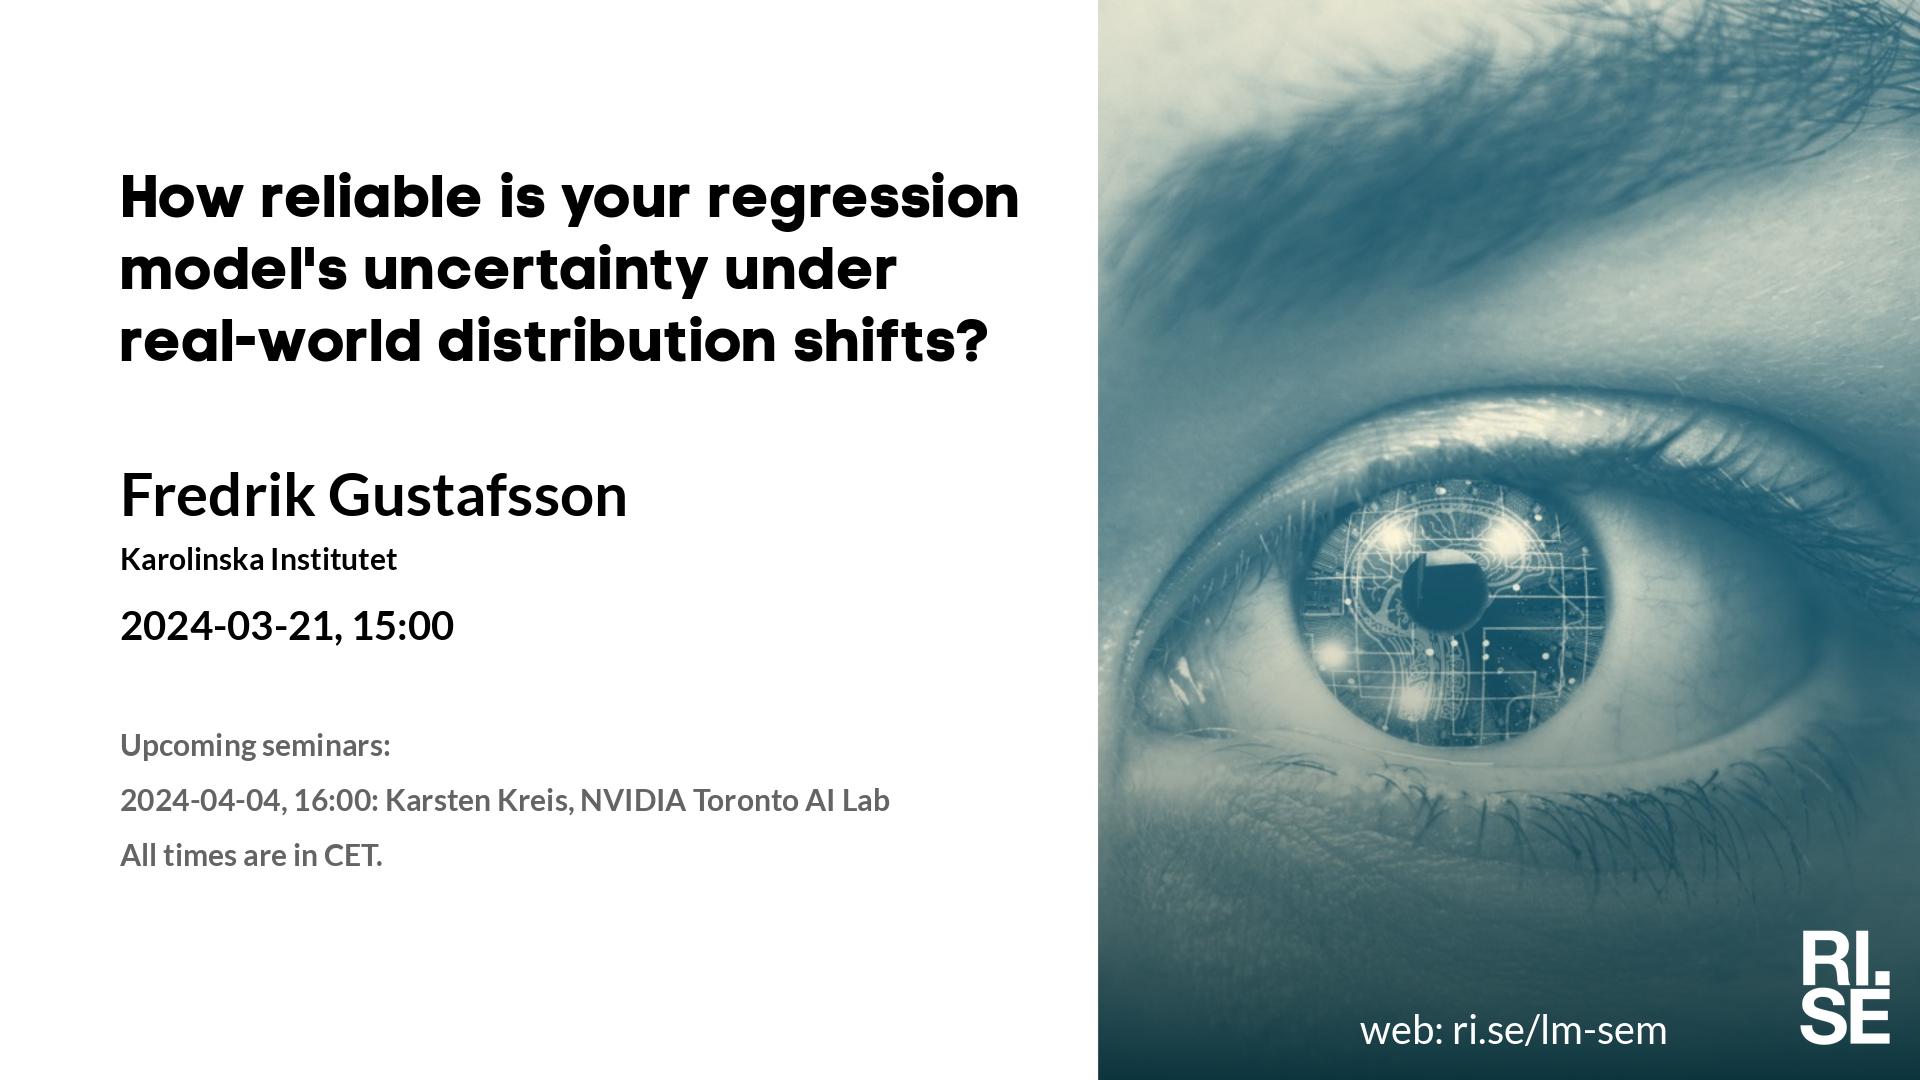 How reliable is your regression
model's uncertainty under
real-world distribution shifts?
Fredrik Gustafsson
Karolinska Institutet
2024-03-21, 15:00
Upcoming seminars:
2024-04-04, 16:00: Karsten Kreis, NVIDIA Toronto AI Lab
All times are in CET.
web: ri.se/lm-sem
RI.
SE